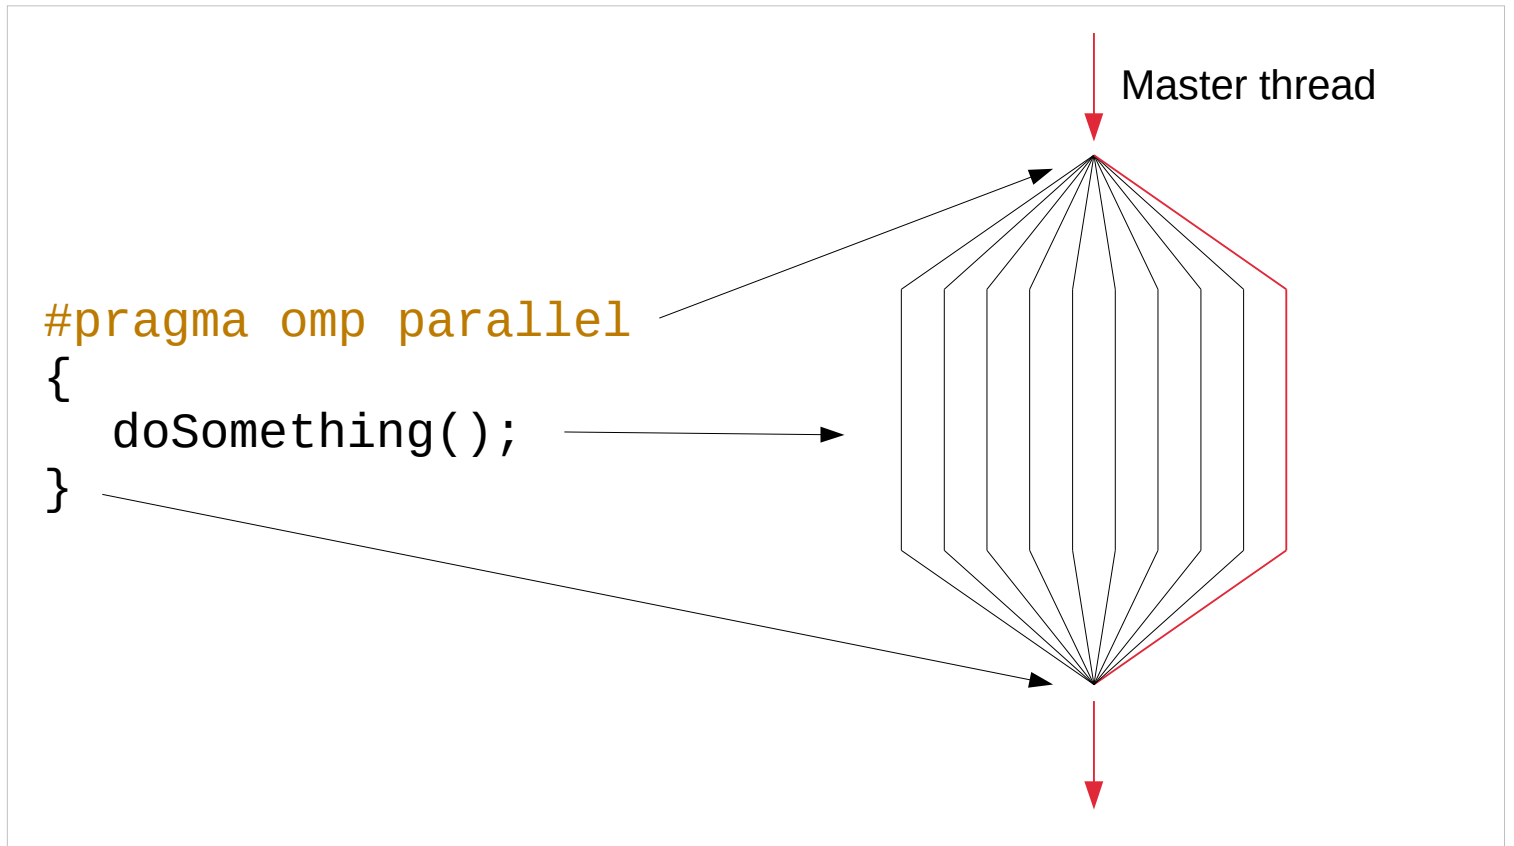 Master thread
#pragma omp parallel
{
doSomething();
}